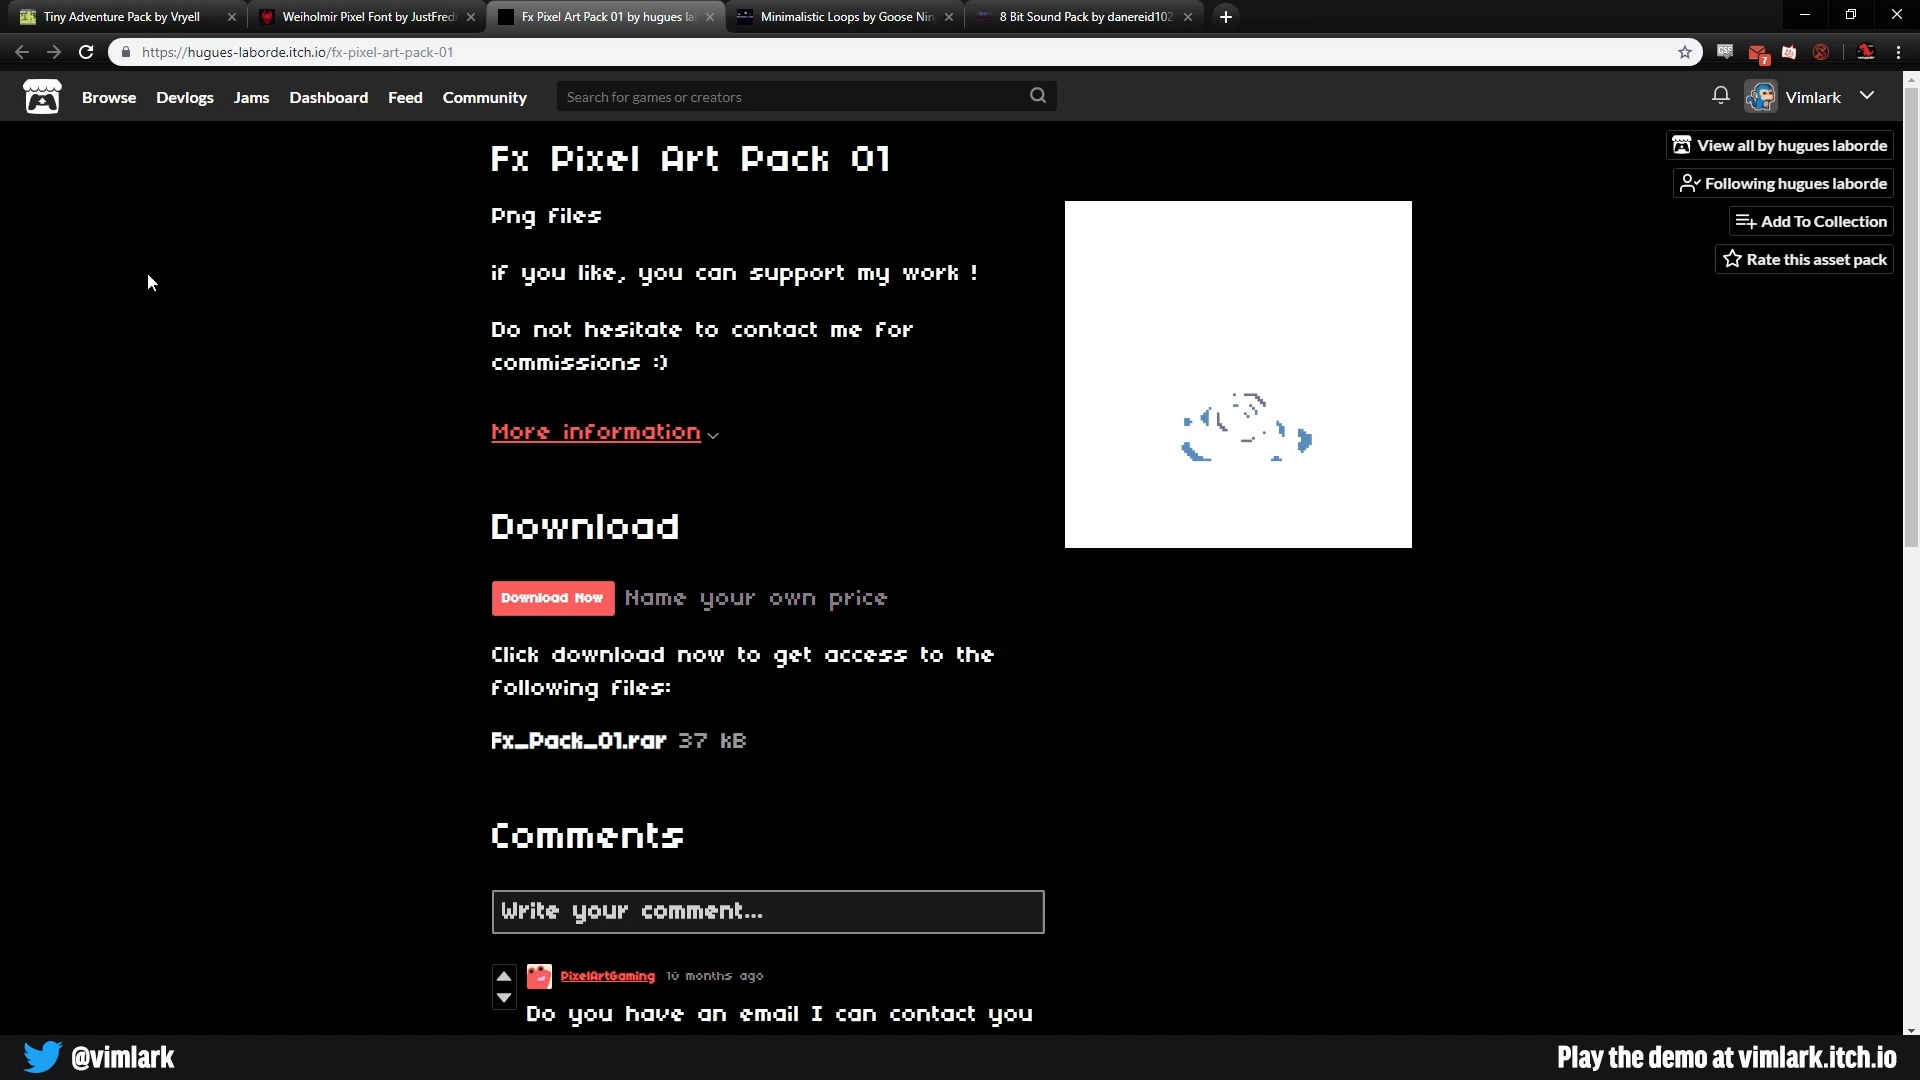 Tiny Adventure Pack by Vryell
Weiholmir Pixel Font by JustFred
Fx Pixel Art Pack 01 by hugues la
Minimalistic Loops by Goose Nin
8 Bit Sound Pack by danereid102
https://hugues-laborde.itch.io/fx-pixel-art-pack-01
CSS
7
Browse
Devlogs
Jams
Dashboard
Feed
Community
Search for games or creators
Vimlark
View all by hugues laborde
Following hugues laborde
Add To Collection
Rate this asset pack
Fx Pixel Art Pack 01
Png files
if you like, you can support my work !
Do not hesitate to contact me for
commissions :)
More information
Download
Download Now
Name your own price
Click download now to get access to the
following files:
Fx_Pack_01.rar 37 kB
Comments
Write your comment...
PixelArtGaming 10 months ago
Do you have an email I can contact you
@vimlark
Play the demo at vimlark.itch.io